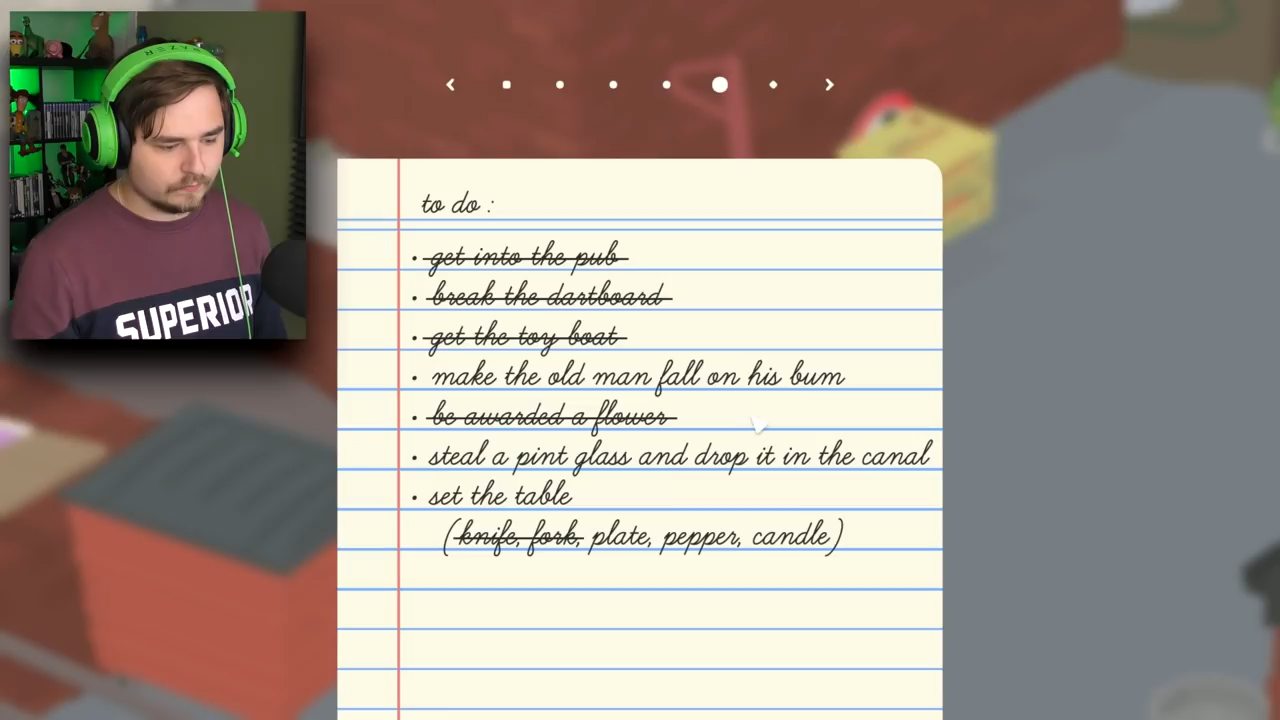 RAZER
SUPERIOR
to do :
• get into the pub
• break the dartboard
• get the toy boat
• make the old man fall on his bum
• be awarded a flower
• steal a pint glass and drop it in the canal
• set the table
(knife, fork, plate, pepper, candle)